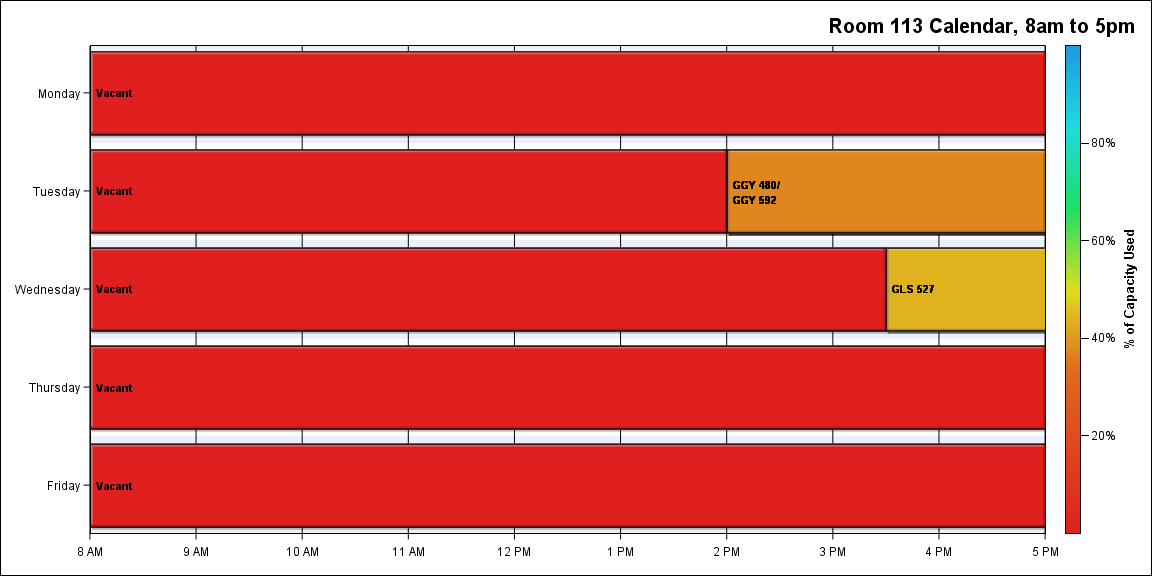 Room 113 Calendar, 8am to 5pm
Monday
Vacant
80%
Tuesday
Vacant
GGY 480/
GGY 592
60%
% of Capacity Used
Wednesday
Vacant
GLS 527
40%
Thursday
Vacant
20%
Friday
Vacant
8 AM 9 AM 10 AM 11 AM 12 PM 1 PM 2 PM 3 PM 4 PM 5 PM